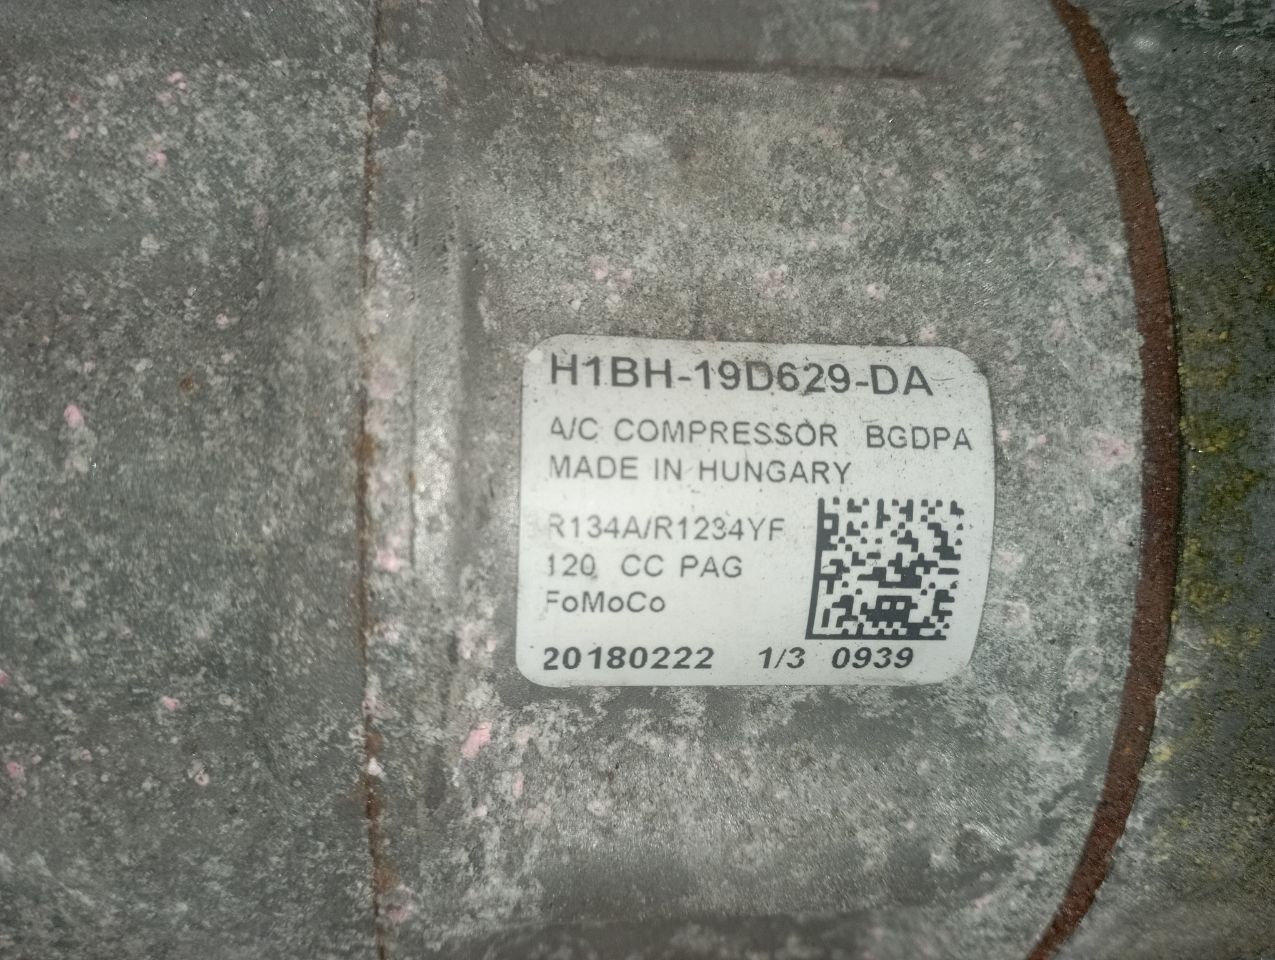 H1BH-19D629-DA
A/C COMPRESSOR BGDPA
MADE IN HUNGARY
R134A/R1234YF
120 CC PAG
FoMoCo
20180222 1/3 0939